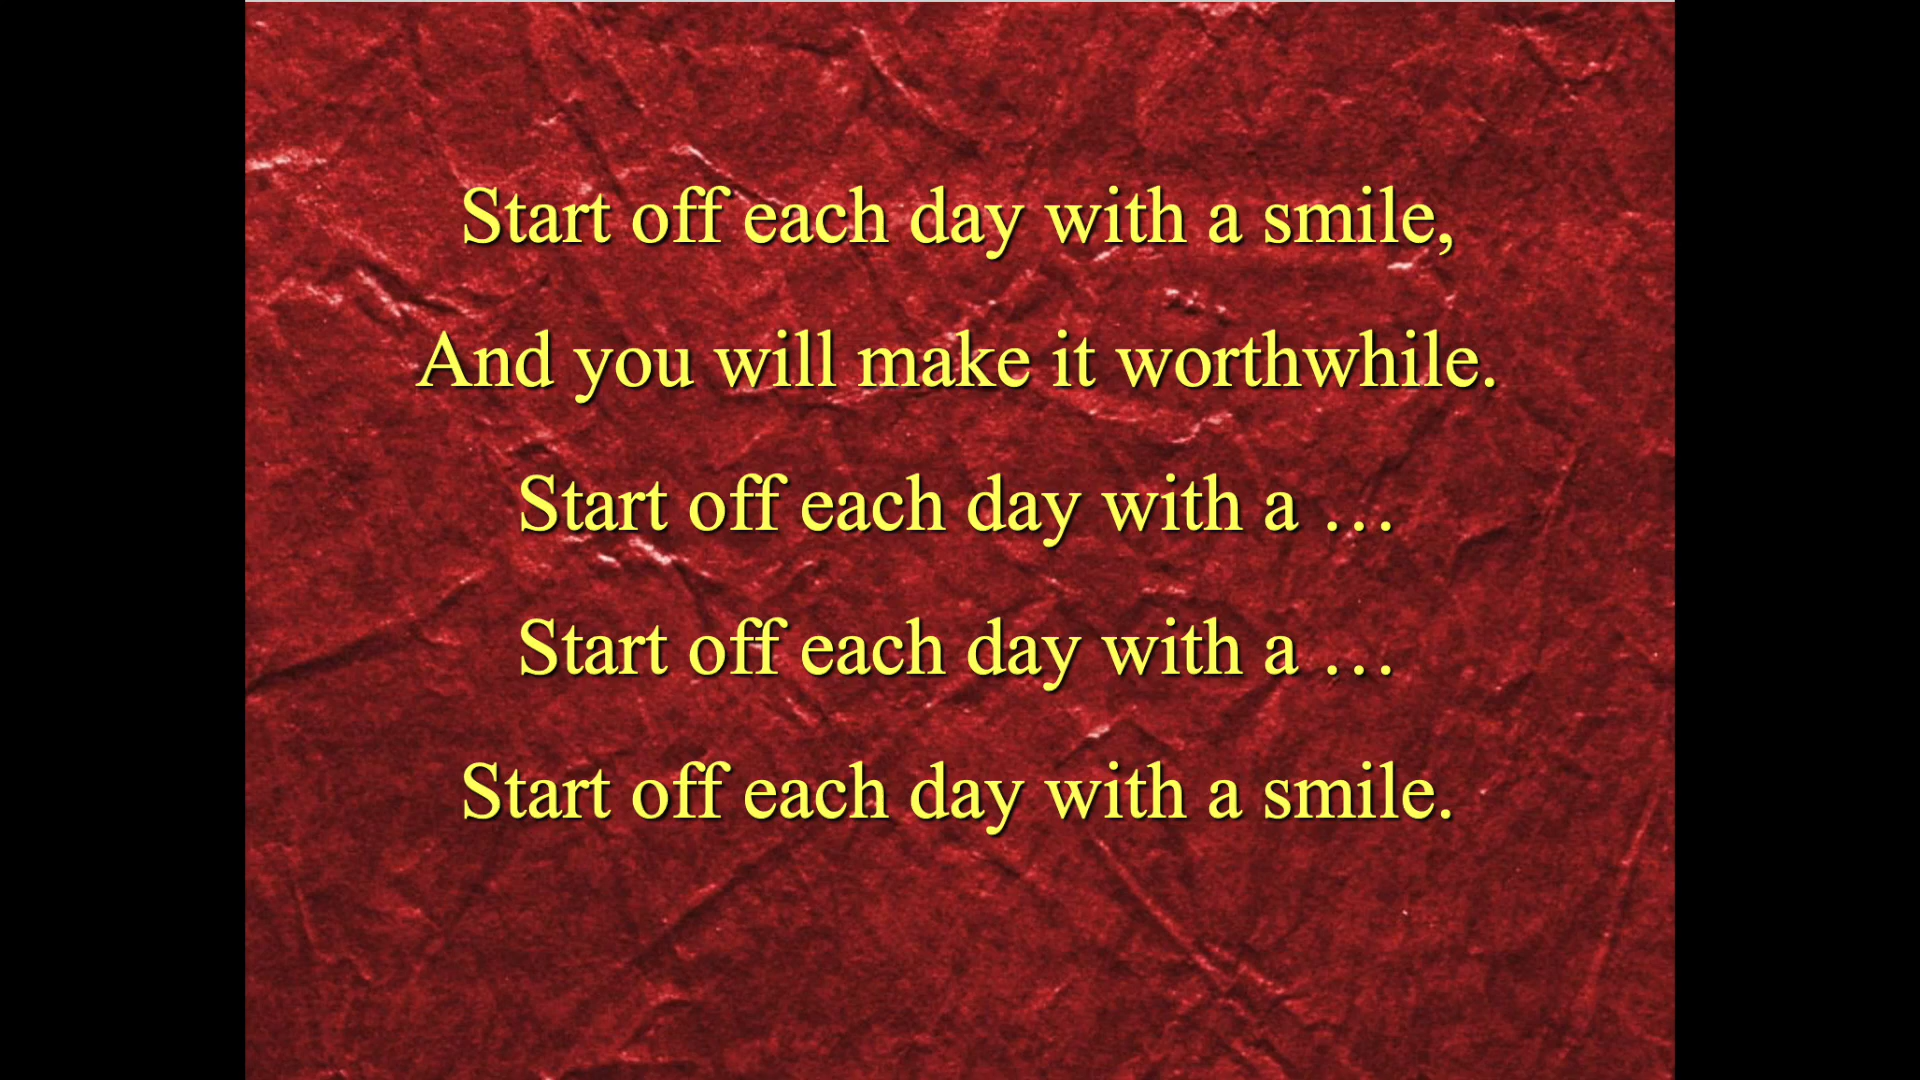 Start off each day with a smile,
And you will make it worthwhile.
Start off each day with a …
Start off each day with a …
Start off each day with a smile.